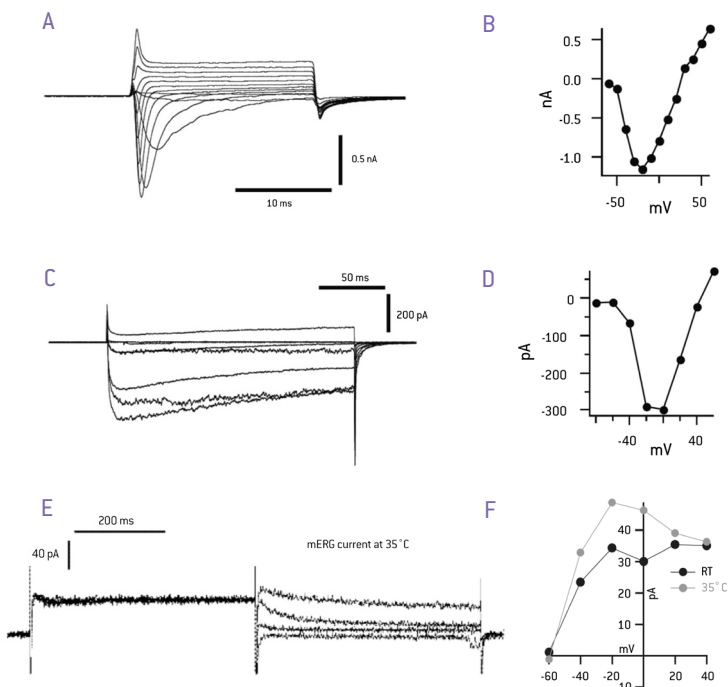 A
0.5 nA
10 ms
B
0.5
0.0
-0.5
-1.0
nA
-50
50
mV
C
50 ms
200 pA
D
0
-100
-200
-300
pA
-40
40
mV
E
200 ms
40 pA
mERG current at 35°C
F
40
30
20
10
pA
RT
35°C
mV
-60
-40
-20
20
40
10